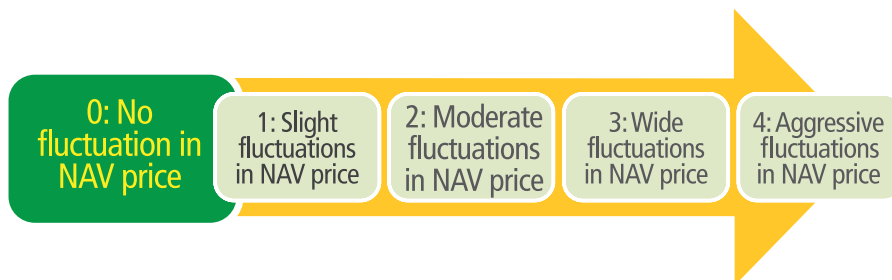 0: No
fluctuation in
NAV price
1: Slight
fluctuations
in NAV price
2: Moderate
fluctuations
in NAV price
3: Wide
fluctuations
in NAV price
4: Aggressive
fluctuations
in NAV price